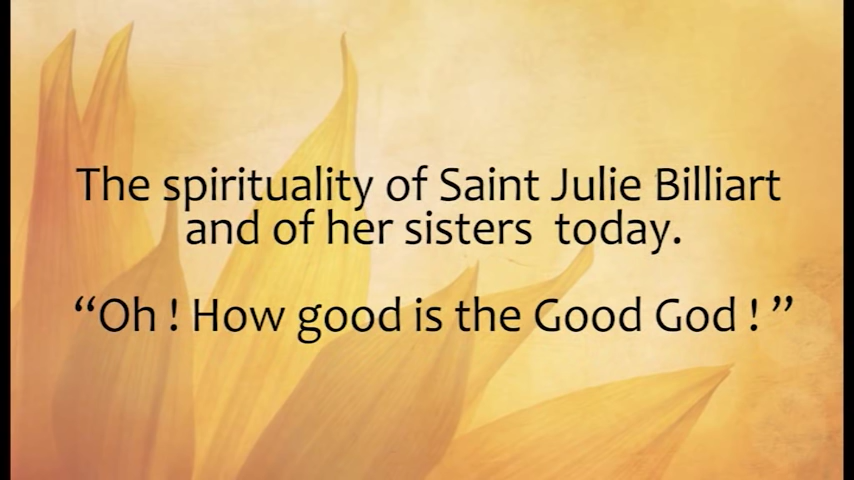 The spirituality of Saint Julie Billiart
and of her sisters  today.
“Oh ! How good is the Good God ! ”